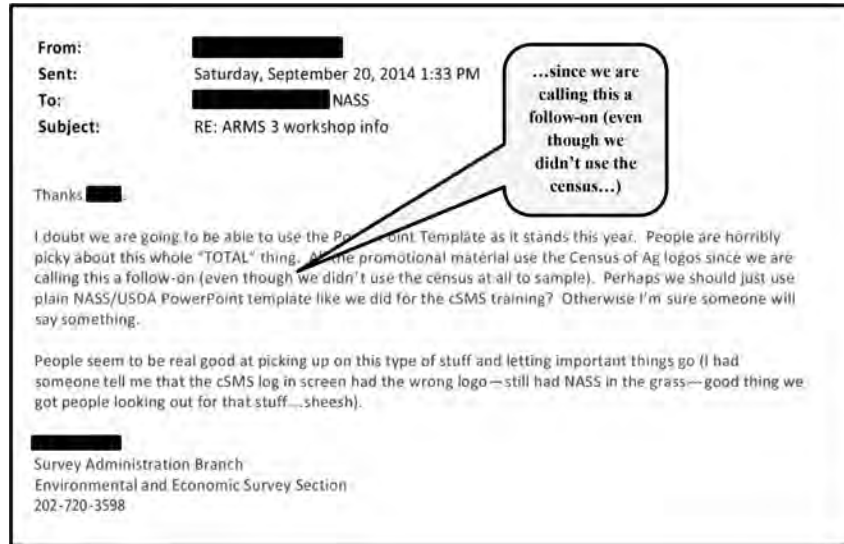 From:
Sent: Saturday, September 20, 2014 1:33 PM
To: NASS
Subject: RE: ARMS 3 workshop info
…since we are
calling this a
follow-on (even
though we
didn't use the
census…)
Thanks
I doubt we are going to be able to use the Template as it stands this year. People are horribly
picky about this whole "TOTAL" thing. the promotional material use the Census of Ag logos since we are
calling this a follow-on (even though we didn't use the census at all to sample). Perhaps we should just use
plain NASS/USDA PowerPoint template like we did for the cSMS training? Otherwise I'm sure someone will
say something.
People seem to be real good at picking up on this type of stuff and letting important things go (I had
someone tell me that the cSMS log in screen had the wrong logo—still had NASS in the grass—good thing we
got people looking out for that stuff....sheesh).
Survey Administration Branch
Environmental and Economic Survey Section
202-720-3598